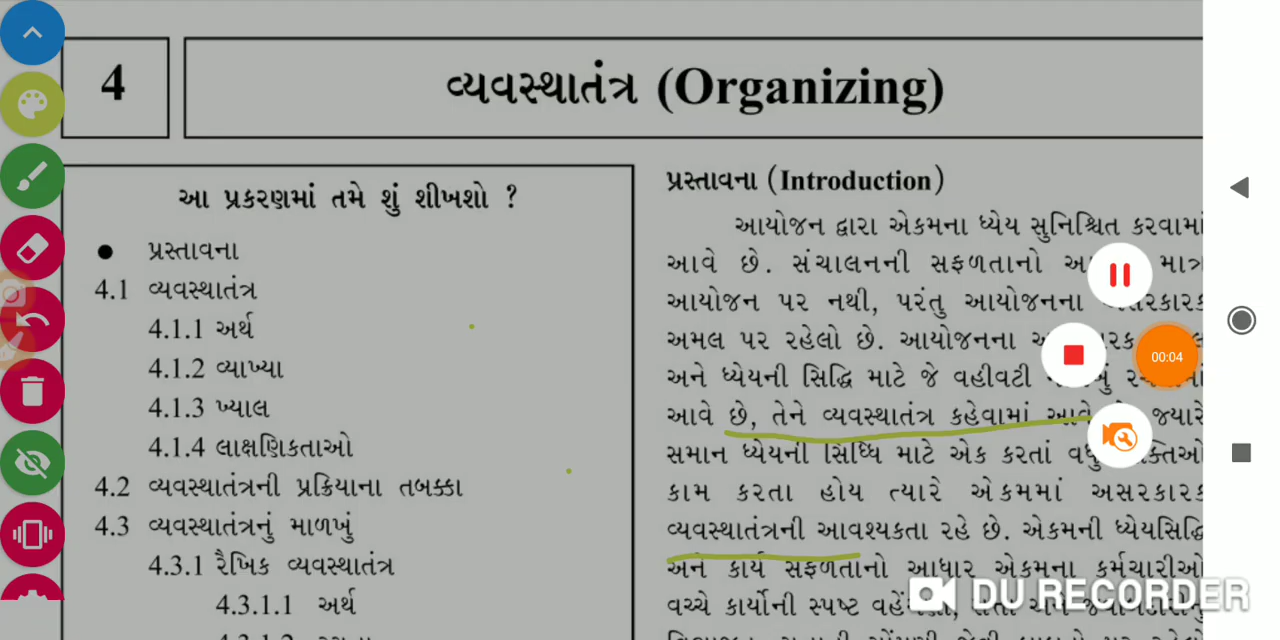 4
વ્યવસ્થાતંત્ર (Organizing)
આ પ્રકરણમાં તમે શું શીખશો ?
● પ્રસ્તાવના
4.1 વ્યવસ્થાતંત્ર
4.1.1 અર્થ
4.1.2 વ્યાખ્યા
4.1.3 ખ્યાલ
4.1.4 લાક્ષણિકતાઓ
4.2 વ્યવસ્થાતંત્રની પ્રક્રિયાના તબક્કા
4.3 વ્યવસ્થાતંત્રનું માળખું
4.3.1 રૈખિક વ્યવસ્થાતંત્ર
4.3.1.1 અર્થ
પ્રસ્તાવના (Introduction)
આયોજન દ્વારા એકમના ધ્યેય સુનિશ્ચિત કરવામાં
આવે છે. સંચાલનની સફળતાનો માત્ર
આયોજન પર નથી, પરંતુ આયોજનના
અમલ પર રહેલો છે. આયોજનના
અને ધ્યેયની સિદ્ધિ માટે જે વહીવટી
આવે છે, તેને વ્યવસ્થાતંત્ર કહેવામાં આવે જ્યારે
સમાન ધ્યેયની સિધ્ધિ માટે એક કરતાં
કામ કરતા હોય ત્યારે એકમમાં અસરકારક
વ્યવસ્થાતંત્રની આવશ્યકતા રહે છે. એકમની ધ્યેયસિદ્ધિ
અને કાર્ય સફળતાનો આધાર એકમના કર્મચારીઓ
વચ્ચે કાર્યોની સ્પષ્ટ
00:04
DU RECORDER